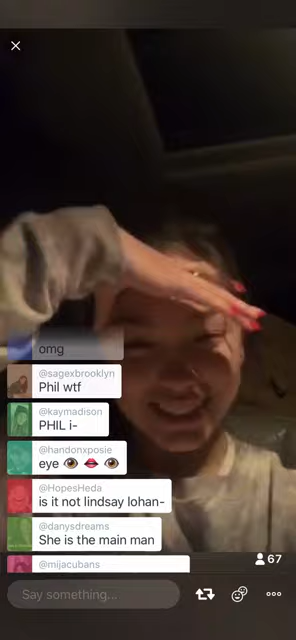 omg
@sagexbrooklyn
Phil wtf
@kaymadison
PHIL i-
@handonxposie
eye 👁️ 👄 👁️
@HopesHeda
is it not lindsay lohan-
@danysdreams
She is the main man
@mijacubans
67
Say something...